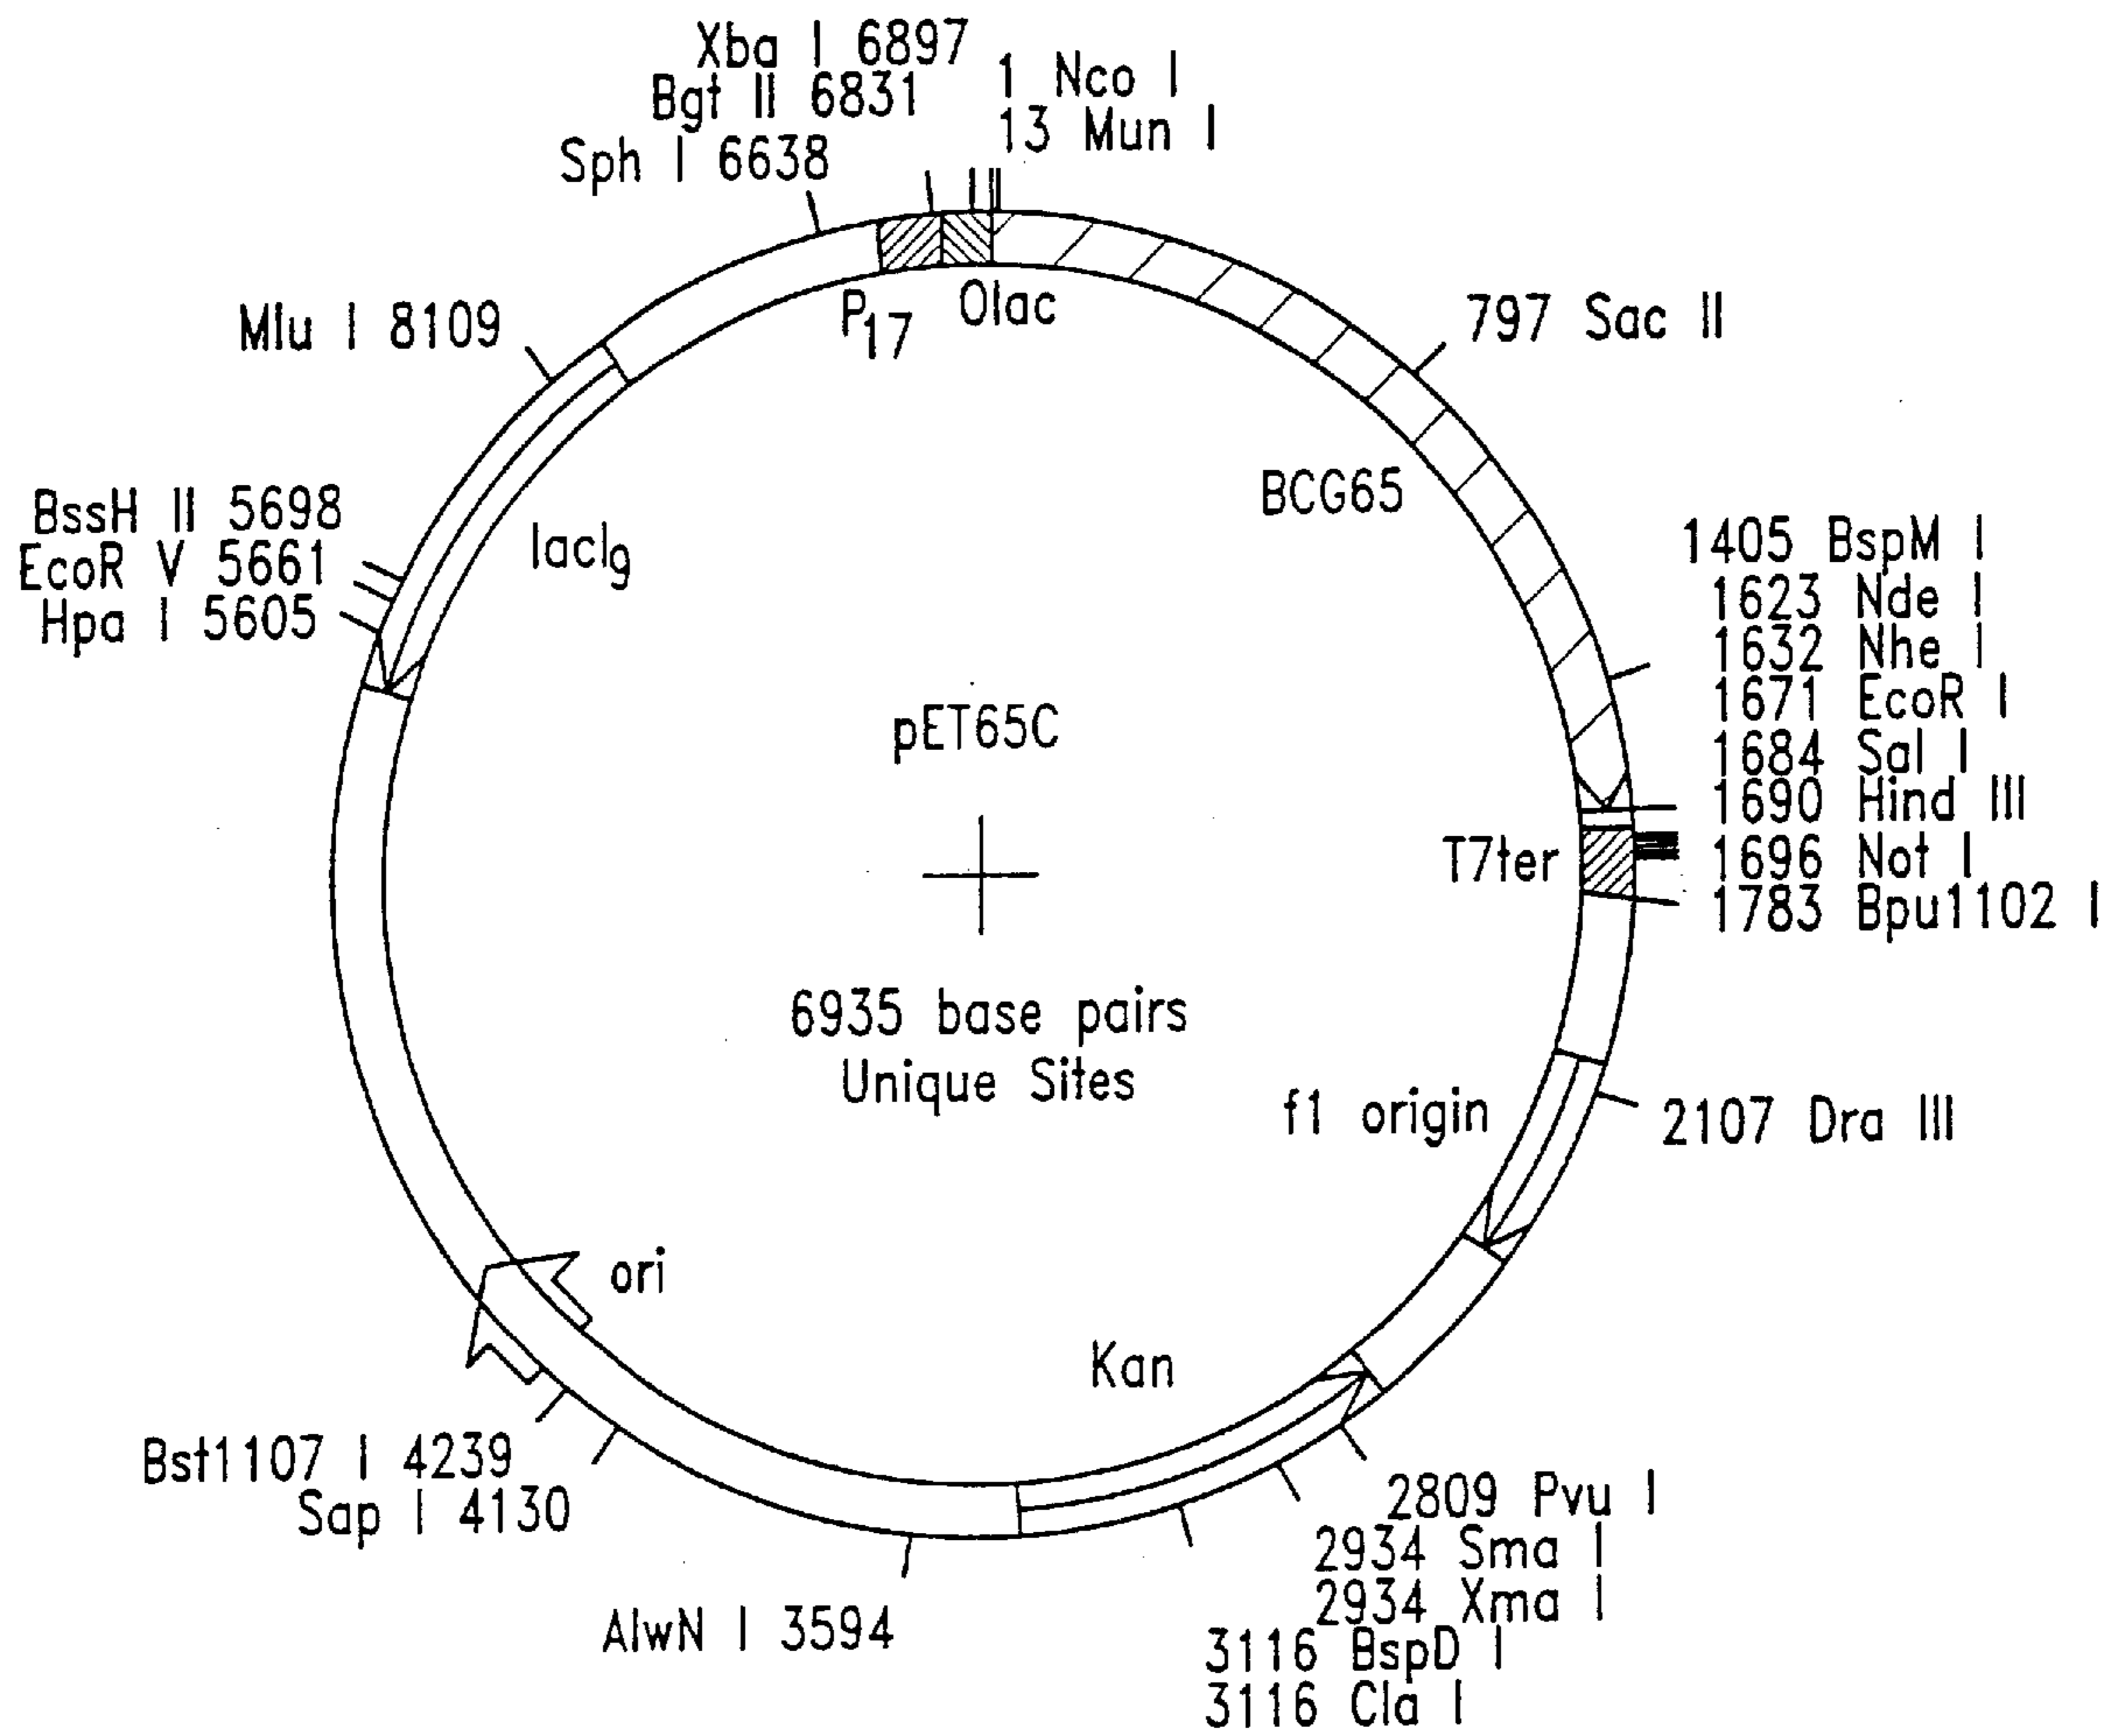 Xba I 6897
Bgt II 6831
Sph I 6638
1 Nco I
13 Mun I
P17
Olac
Mlu I 8109
797 Sac II
BCG65
BssH II 5698
EcoR V 5661
Hpa I 5605
lacIg
1405 BspM I
1623 Nde I
1632 Nhe I
1671 EcoR I
1684 Sal I
1690 Hind III
1696 Not I
1783 Bpu1102 I
pET65C
T7ter
6935 base pairs
Unique Sites
f1 origin
2107 Dra III
ori
Kan
Bst1107 I 4239
Sap I 4130
AlwN I 3594
2809 Pvu I
2934 Sma I
2934 Xma I
3116 BspD I
3116 Cla I